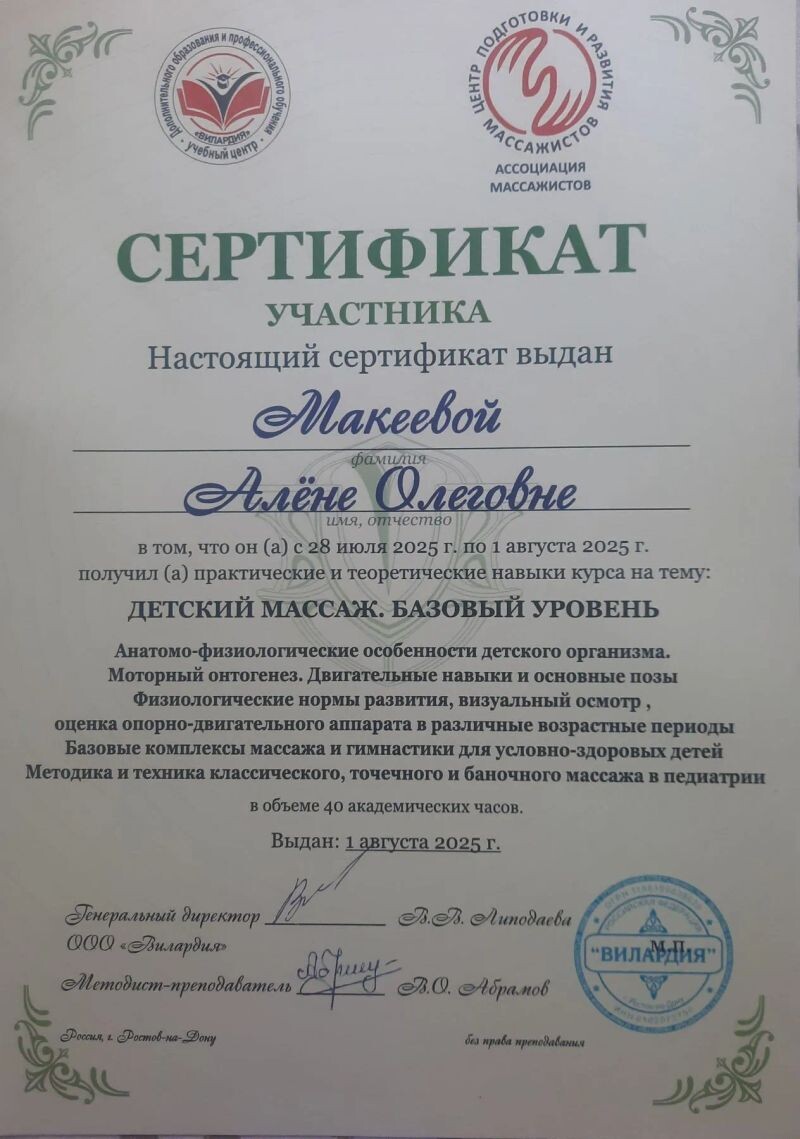 Дополнительного образования и профессионального обучения
«ВИЛАРДИЯ»
· учебный центр ·
ЦЕНТР ПОДГОТОВКИ И РАЗВИТИЯ МАССАЖИСТОВ
АССОЦИАЦИЯ
МАССАЖИСТОВ
СЕРТИФИКАТ
УЧАСТНИКА
Настоящий сертификат выдан
Макеевой
фамилия
Алёне Олеговне
имя, отчество
в том, что он (а) с 28 июля 2025 г. по 1 августа 2025 г.
получил (а) практические и теоретические навыки курса на тему:
ДЕТСКИЙ МАССАЖ. БАЗОВЫЙ УРОВЕНЬ
Анатомо-физиологические особенности детского организма.
Моторный онтогенез. Двигательные навыки и основные позы
Физиологические нормы развития, визуальный осмотр ,
оценка опорно-двигательного аппарата в различные возрастные периоды
Базовые комплексы массажа и гимнастики для условно-здоровых детей
Методика и техника классического, точечного и баночного массажа в педиатрии
в объеме 40 академических часов.
Выдан: 1 августа 2025 г.
Генеральный директор В.В. Липодаева
ООО «Вилардия»
Методист-преподаватель В.О. Абрамов
РОССИЙСКАЯ ФЕДЕРАЦИЯ
М.П.
"ВИЛАРДИЯ"
г. Ростов-на-Дону
Россия, г. Ростов-на-Дону
без права преподавания